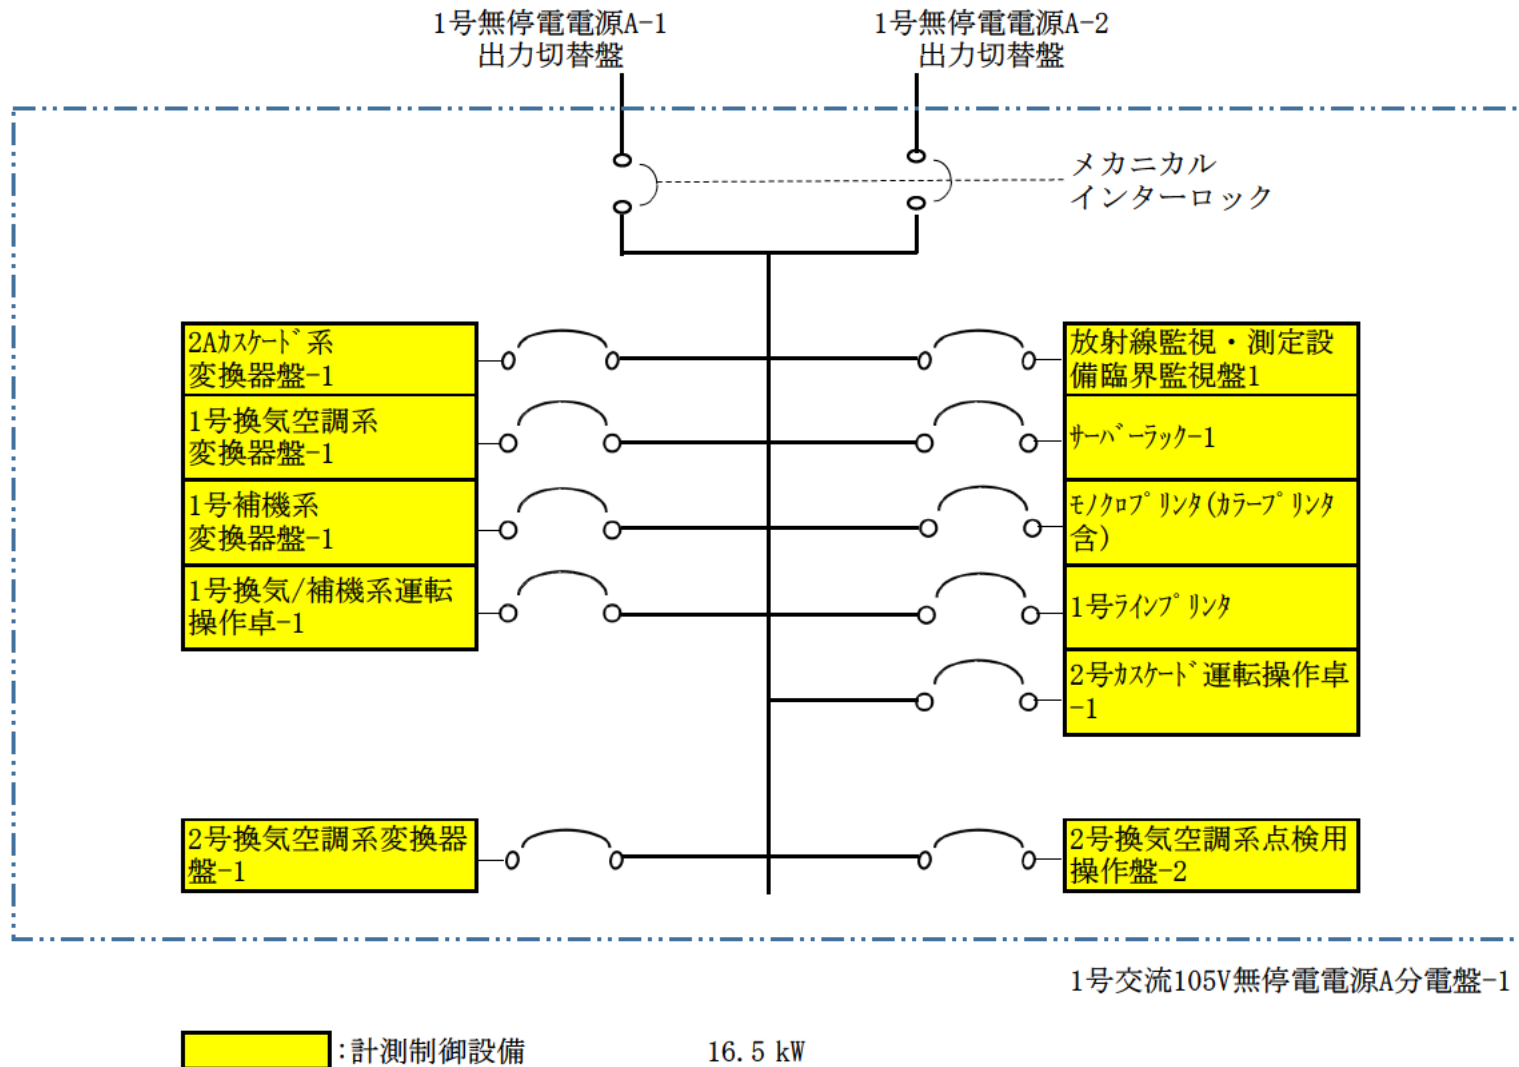 1号無停電電源A-1
出力切替盤
1号無停電電源A-2
出力切替盤
メカニカル
インターロック
2Aｶｽｹｰﾄﾞ系
変換器盤-1
1号換気空調系
変換器盤-1
1号補機系
変換器盤-1
1号換気/補機系運転
操作卓-1
放射線監視・測定設
備臨界監視盤1
ｻｰﾊﾞｰﾗｯｸ-1
ﾓﾉｸﾛﾌﾟﾘﾝﾀ(ｶﾗｰﾌﾟﾘﾝﾀ
含)
1号ﾗｲﾝﾌﾟﾘﾝﾀ
2号ｶｽｹｰﾄﾞ運転操作卓
-1
2号換気空調系変換器
盤-1
2号換気空調系点検用
操作盤-2
1号交流105V無停電電源A分電盤-1
:計測制御設備
16.5 kW